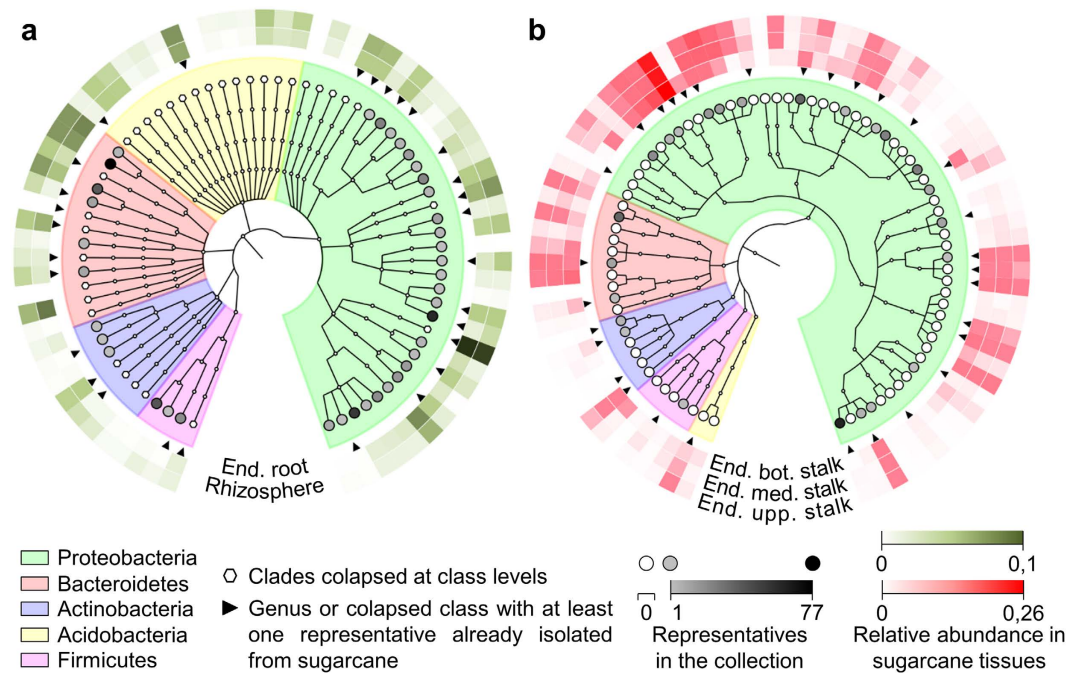 a
b
End. root
Rhizosphere
End. bot. stalk
End. med. stalk
End. upp. stalk
Proteobacteria
Bacteroidetes
Actinobacteria
Acidobacteria
Firmicutes
Clades colapsed at class levels
Genus or colapsed class with at least
one representative already isolated
from sugarcane
0 1 77
Representatives
in the collection
0 0,1
0 0,26
Relative abundance in
sugarcane tissues